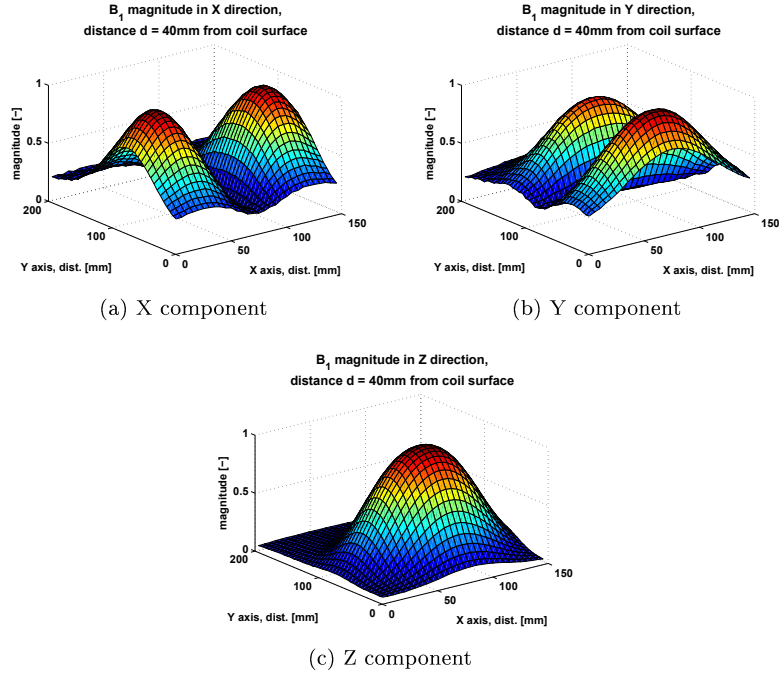 B1 magnitude in X direction,
distance d = 40mm from coil surface
1
0.5
0
magnitude [−]
200
100
0
Y axis, dist. [mm]
0
50
100
150
X axis, dist. [mm]
(a) X component
B1 magnitude in Y direction,
distance d = 40mm from coil surface
1
0.5
0
magnitude [−]
200
100
0
Y axis, dist. [mm]
0
50
100
150
X axis, dist. [mm]
(b) Y component
B1 magnitude in Z direction,
distance d = 40mm from coil surface
1
0.5
0
magnitude [−]
200
100
0
Y axis, dist. [mm]
0
50
100
150
X axis, dist. [mm]
(c) Z component